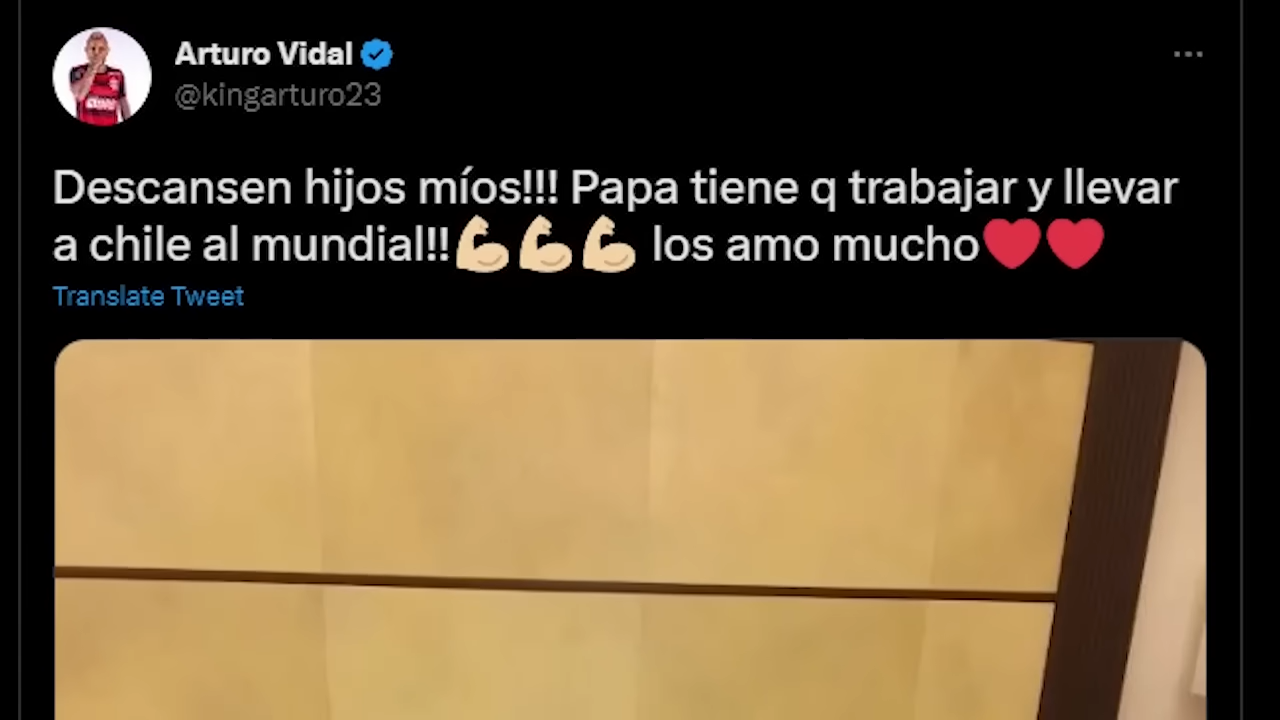 Arturo Vidal
@kingarturo23
Descansen hijos míos!!! Papa tiene q trabajar y llevar
a chile al mundial!!💪🏼💪🏼💪🏼 los amo mucho❤️❤️
Translate Tweet